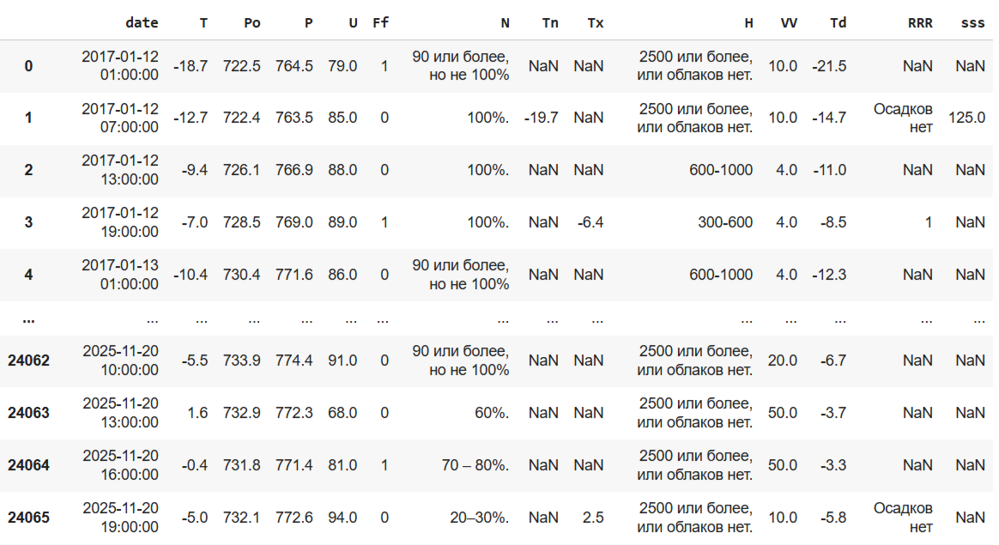 date T Po P U Ff N Tn Tx H VV Td RRR sss
0 2017-01-12 01:00:00 -18.7 722.5 764.5 79.0 1 90 или более, но не 100% NaN NaN 2500 или более, или облаков нет. 10.0 -21.5 NaN NaN
1 2017-01-12 07:00:00 -12.7 722.4 763.5 85.0 0 100%. -19.7 NaN 2500 или более, или облаков нет. 10.0 -14.7 Осадков нет 125.0
2 2017-01-12 13:00:00 -9.4 726.1 766.9 88.0 0 100%. NaN NaN 600-1000 4.0 -11.0 NaN NaN
3 2017-01-12 19:00:00 -7.0 728.5 769.0 89.0 1 100%. NaN -6.4 300-600 4.0 -8.5 1 NaN
4 2017-01-13 01:00:00 -10.4 730.4 771.6 86.0 0 90 или более, но не 100% NaN NaN 600-1000 4.0 -12.3 NaN NaN
... ... ... ... ... ... ... ... ... ... ... ... ... ... ...
24062 2025-11-20 10:00:00 -5.5 733.9 774.4 91.0 0 90 или более, но не 100% NaN NaN 2500 или более, или облаков нет. 20.0 -6.7 NaN NaN
24063 2025-11-20 13:00:00 1.6 732.9 772.3 68.0 0 60%. NaN NaN 2500 или более, или облаков нет. 50.0 -3.7 NaN NaN
24064 2025-11-20 16:00:00 -0.4 731.8 771.4 81.0 1 70 – 80%. NaN NaN 2500 или более, или облаков нет. 50.0 -3.3 NaN NaN
24065 2025-11-20 19:00:00 -5.0 732.1 772.6 94.0 0 20–30%. NaN 2.5 2500 или более, или облаков нет. 10.0 -5.8 Осадков нет NaN